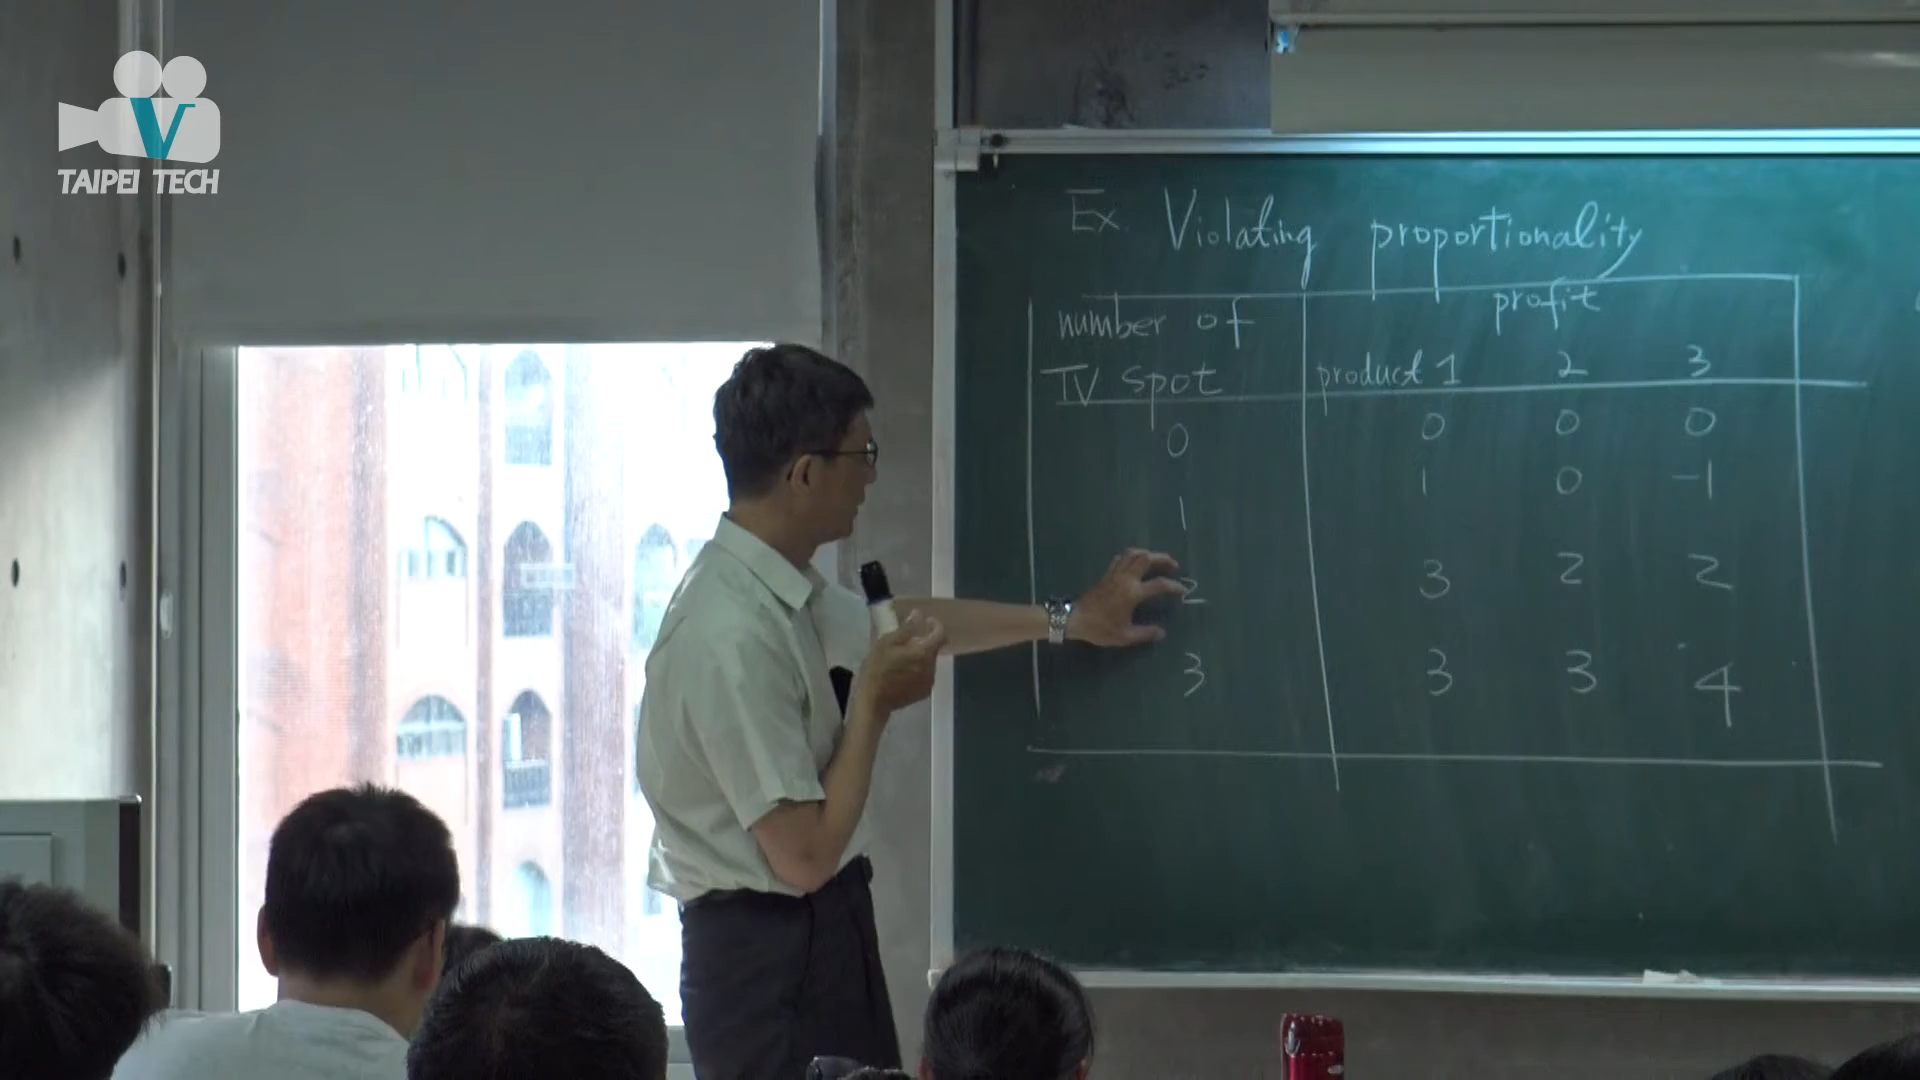 V
TAIPEI TECH
Ex. Violating proportionality
number of TV spot
profit
product 1 2 3
0 0 0 0
1 1 0 -1
2 3 2 2
3 3 3 4